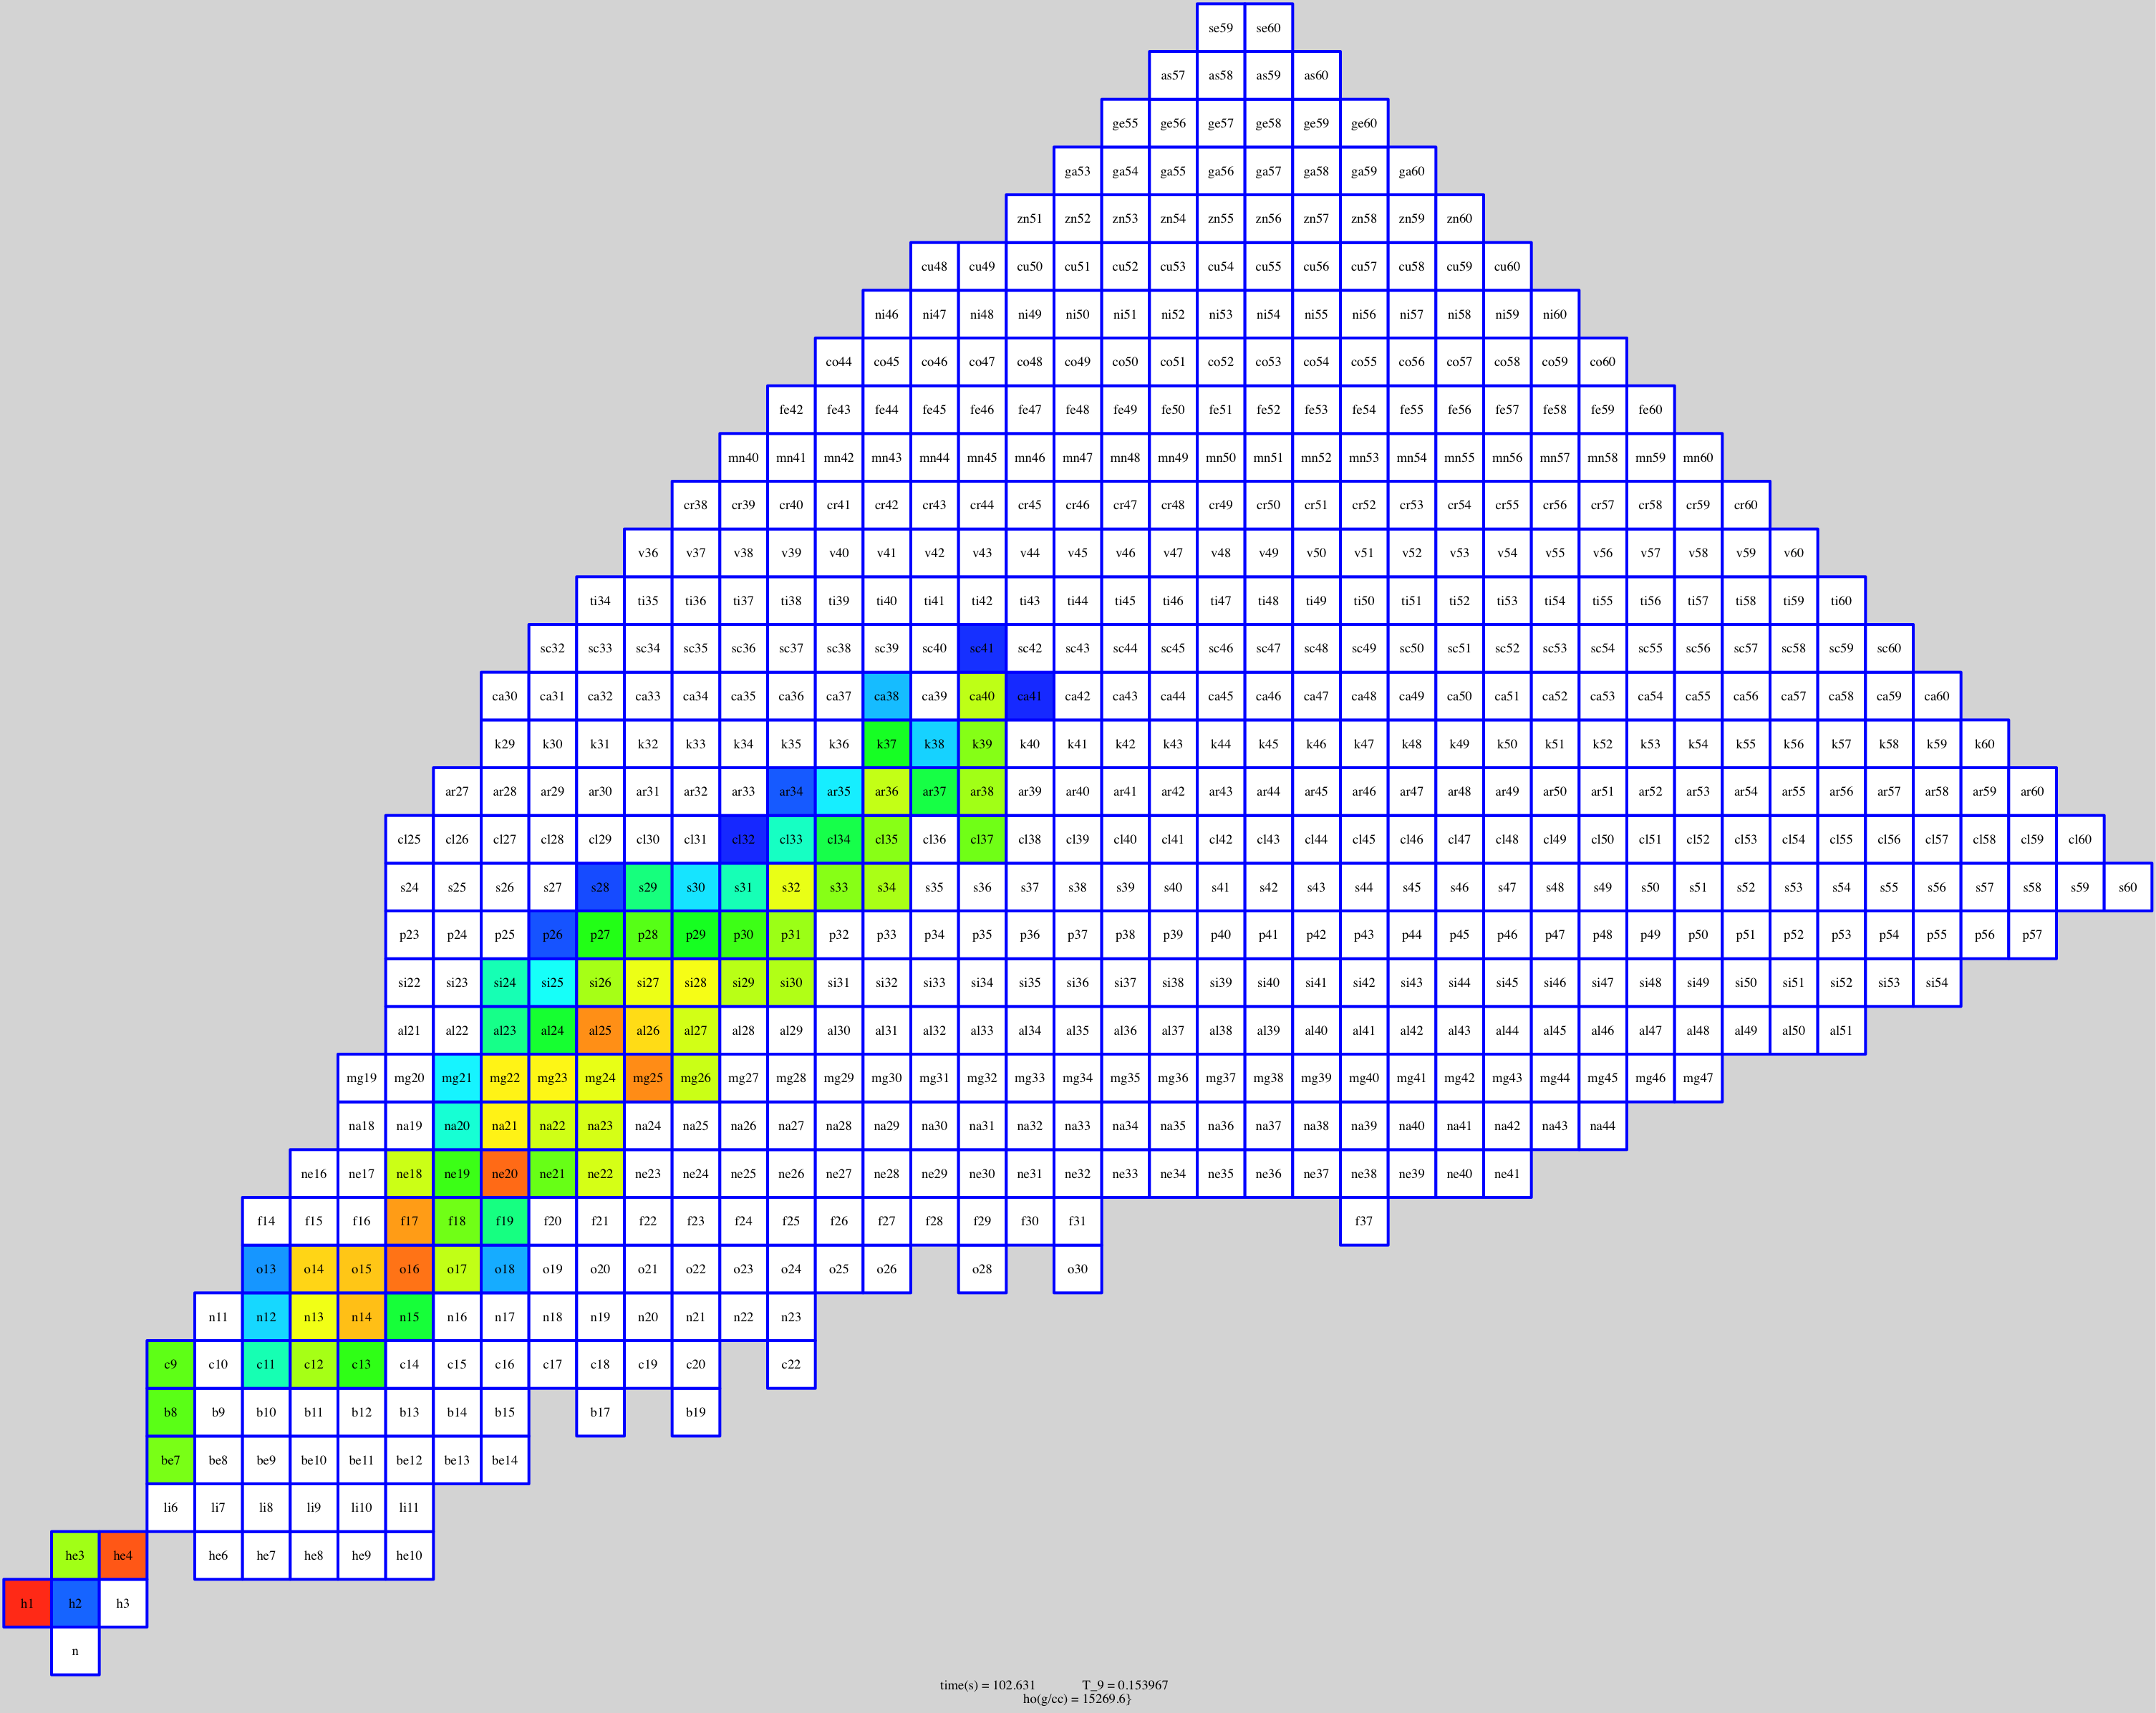 se59 se60
as57 as58 as59 as60
ge55 ge56 ge57 ge58 ge59 ge60
ga53 ga54 ga55 ga56 ga57 ga58 ga59 ga60
zn51 zn52 zn53 zn54 zn55 zn56 zn57 zn58 zn59 zn60
cu48 cu49 cu50 cu51 cu52 cu53 cu54 cu55 cu56 cu57 cu58 cu59 cu60
ni46 ni47 ni48 ni49 ni50 ni51 ni52 ni53 ni54 ni55 ni56 ni57 ni58 ni59 ni60
co44 co45 co46 co47 co48 co49 co50 co51 co52 co53 co54 co55 co56 co57 co58 co59 co60
fe42 fe43 fe44 fe45 fe46 fe47 fe48 fe49 fe50 fe51 fe52 fe53 fe54 fe55 fe56 fe57 fe58 fe59 fe60
mn40 mn41 mn42 mn43 mn44 mn45 mn46 mn47 mn48 mn49 mn50 mn51 mn52 mn53 mn54 mn55 mn56 mn57 mn58 mn59 mn60
cr38 cr39 cr40 cr41 cr42 cr43 cr44 cr45 cr46 cr47 cr48 cr49 cr50 cr51 cr52 cr53 cr54 cr55 cr56 cr57 cr58 cr59 cr60
v36 v37 v38 v39 v40 v41 v42 v43 v44 v45 v46 v47 v48 v49 v50 v51 v52 v53 v54 v55 v56 v57 v58 v59 v60
ti34 ti35 ti36 ti37 ti38 ti39 ti40 ti41 ti42 ti43 ti44 ti45 ti46 ti47 ti48 ti49 ti50 ti51 ti52 ti53 ti54 ti55 ti56 ti57 ti58 ti59 ti60
sc32 sc33 sc34 sc35 sc36 sc37 sc38 sc39 sc40 sc41 sc42 sc43 sc44 sc45 sc46 sc47 sc48 sc49 sc50 sc51 sc52 sc53 sc54 sc55 sc56 sc57 sc58 sc59 sc60
ca30 ca31 ca32 ca33 ca34 ca35 ca36 ca37 ca38 ca39 ca40 ca41 ca42 ca43 ca44 ca45 ca46 ca47 ca48 ca49 ca50 ca51 ca52 ca53 ca54 ca55 ca56 ca57 ca58 ca59 ca60
k29 k30 k31 k32 k33 k34 k35 k36 k37 k38 k39 k40 k41 k42 k43 k44 k45 k46 k47 k48 k49 k50 k51 k52 k53 k54 k55 k56 k57 k58 k59 k60
ar27 ar28 ar29 ar30 ar31 ar32 ar33 ar34 ar35 ar36 ar37 ar38 ar39 ar40 ar41 ar42 ar43 ar44 ar45 ar46 ar47 ar48 ar49 ar50 ar51 ar52 ar53 ar54 ar55 ar56 ar57 ar58 ar59 ar60
cl25 cl26 cl27 cl28 cl29 cl30 cl31 cl32 cl33 cl34 cl35 cl36 cl37 cl38 cl39 cl40 cl41 cl42 cl43 cl44 cl45 cl46 cl47 cl48 cl49 cl50 cl51 cl52 cl53 cl54 cl55 cl56 cl57 cl58 cl59 cl60
s24 s25 s26 s27 s28 s29 s30 s31 s32 s33 s34 s35 s36 s37 s38 s39 s40 s41 s42 s43 s44 s45 s46 s47 s48 s49 s50 s51 s52 s53 s54 s55 s56 s57 s58 s59 s60
p23 p24 p25 p26 p27 p28 p29 p30 p31 p32 p33 p34 p35 p36 p37 p38 p39 p40 p41 p42 p43 p44 p45 p46 p47 p48 p49 p50 p51 p52 p53 p54 p55 p56 p57
si22 si23 si24 si25 si26 si27 si28 si29 si30 si31 si32 si33 si34 si35 si36 si37 si38 si39 si40 si41 si42 si43 si44 si45 si46 si47 si48 si49 si50 si51 si52 si53 si54
al21 al22 al23 al24 al25 al26 al27 al28 al29 al30 al31 al32 al33 al34 al35 al36 al37 al38 al39 al40 al41 al42 al43 al44 al45 al46 al47 al48 al49 al50 al51
mg19 mg20 mg21 mg22 mg23 mg24 mg25 mg26 mg27 mg28 mg29 mg30 mg31 mg32 mg33 mg34 mg35 mg36 mg37 mg38 mg39 mg40 mg41 mg42 mg43 mg44 mg45 mg46 mg47
na18 na19 na20 na21 na22 na23 na24 na25 na26 na27 na28 na29 na30 na31 na32 na33 na34 na35 na36 na37 na38 na39 na40 na41 na42 na43 na44
ne16 ne17 ne18 ne19 ne20 ne21 ne22 ne23 ne24 ne25 ne26 ne27 ne28 ne29 ne30 ne31 ne32 ne33 ne34 ne35 ne36 ne37 ne38 ne39 ne40 ne41
f14 f15 f16 f17 f18 f19 f20 f21 f22 f23 f24 f25 f26 f27 f28 f29 f30 f31 f37
o13 o14 o15 o16 o17 o18 o19 o20 o21 o22 o23 o24 o25 o26 o28 o30
n11 n12 n13 n14 n15 n16 n17 n18 n19 n20 n21 n22 n23
c9 c10 c11 c12 c13 c14 c15 c16 c17 c18 c19 c20 c22
b8 b9 b10 b11 b12 b13 b14 b15 b17 b19
be7 be8 be9 be10 be11 be12 be13 be14
li6 li7 li8 li9 li10 li11
he3 he4 he6 he7 he8 he9 he10
h1 h2 h3
n
time(s) = 102.631 T_9 = 0.153967
ho(g/cc) = 15269.6}